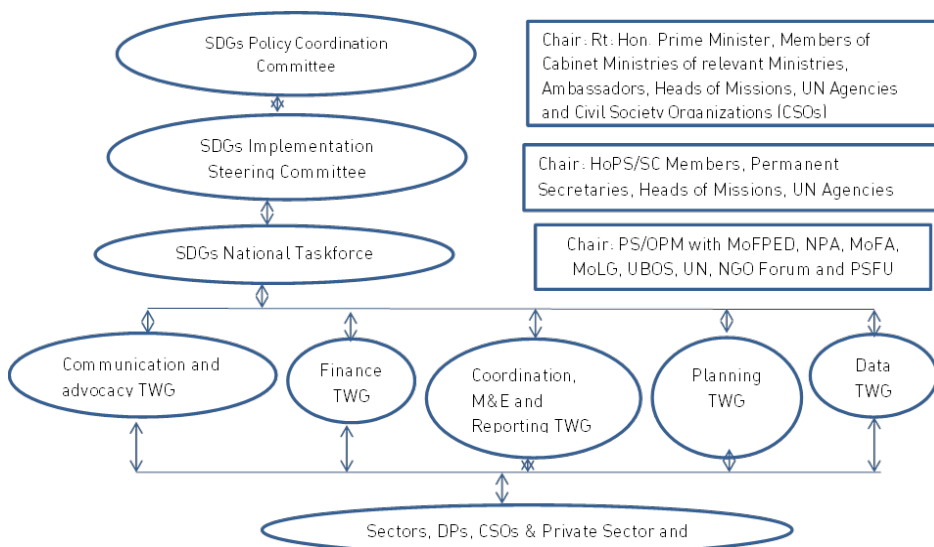 SDGs Policy Coordination
Committee
Chair: Rt: Hon. Prime Minister, Members of
Cabinet Ministries of relevant Ministries,
Ambassadors, Heads of Missions, UN Agencies
and Civil Society Organizations (CSOs)
SDGs Implementation
Steering Committee
Chair: HoPS/SC Members, Permanent
Secretaries, Heads of Missions, UN Agencies
SDGs National Taskforce
Chair: PS/OPM with MoFPED, NPA, MoFA,
MoLG, UBOS, UN, NGO Forum and PSFU
Communication and
advocacy TWG
Finance
TWG
Coordination,
M&E and
Reporting TWG
Planning
TWG
Data
TWG
Sectors, DPs, CSOs & Private Sector and